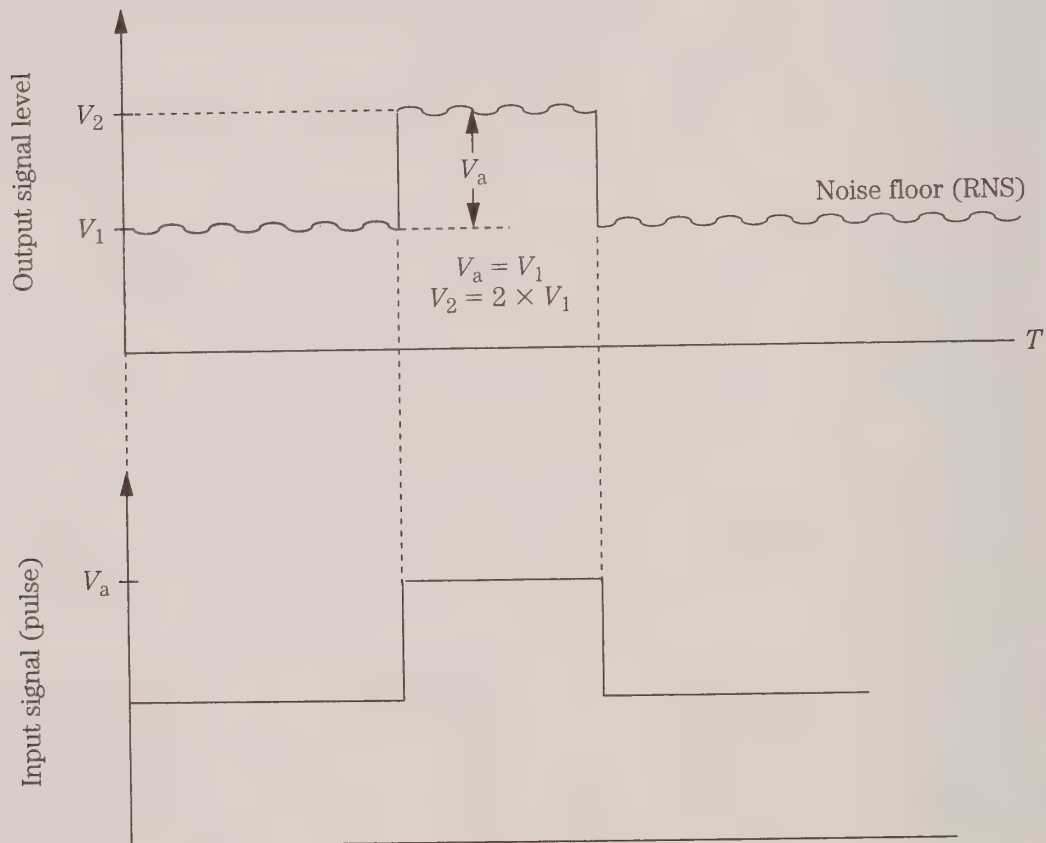 Output signal level
V₂
Vₐ
V₁
Noise floor (RNS)
Vₐ = V₁
V₂ = 2 × V₁
T
Input signal (pulse)
Vₐ